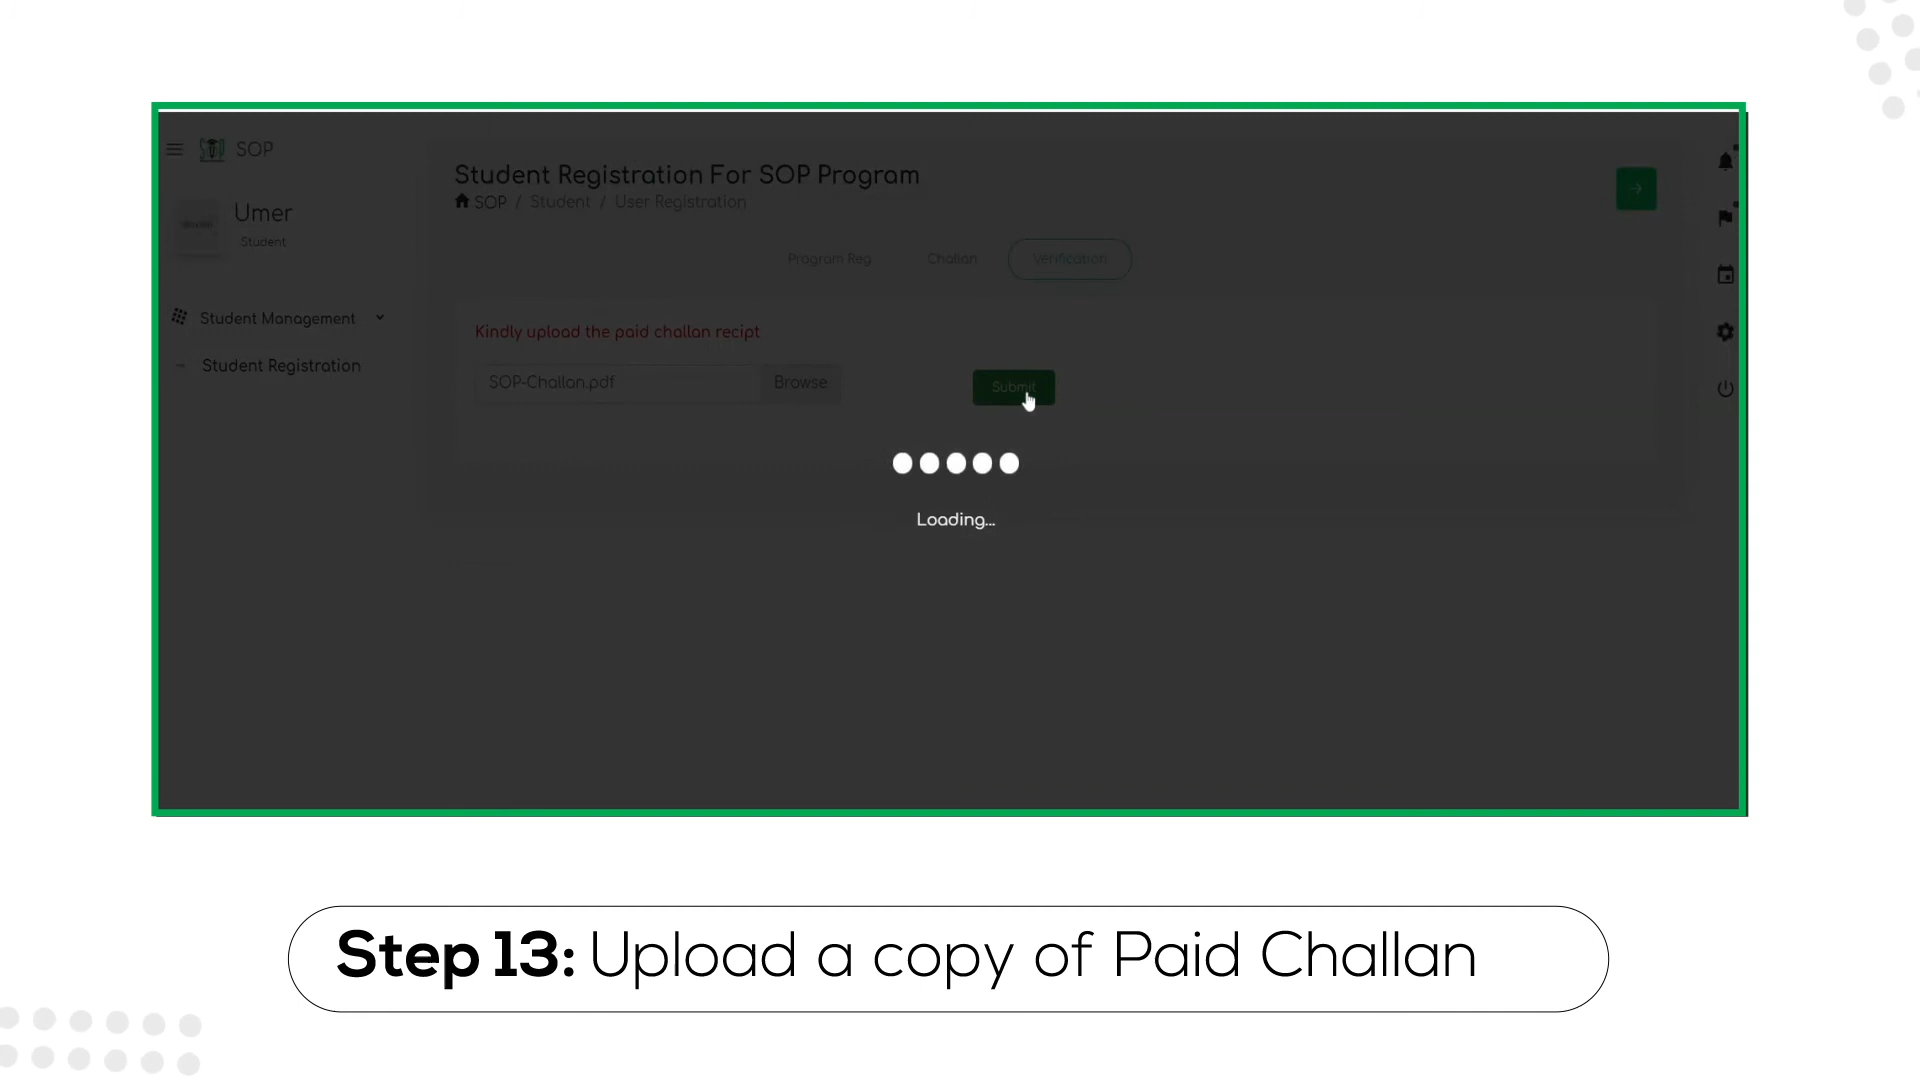 SOP
Umer
Student
Student Management
Student Registration
Student Registration For SOP Program
SOP / Student / User Registration
Program Reg
Challan
Verification
Kindly upload the paid challan recipt
SOP-Challan.pdf
Browse
Submit
Loading...
Step 13: Upload a copy of Paid Challan